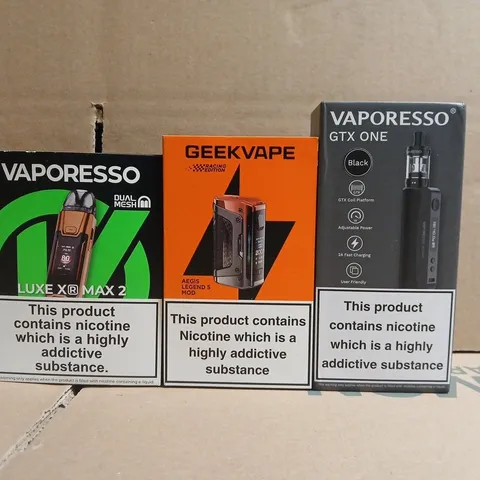 VAPORESSO
DUAL
MESH
LUXE XR MAX 2
This product
contains nicotine
which is a highly
addictive
substance.
GEEKVAPE
RACING
EDITION
AEGIS
LEGEND 3
MOD
This product contains
Nicotine which is a
highly addictive
substance
VAPORESSO
GTX ONE
Black
GTX Coil Platform
Adjustable Power
2A Fast Charging
User Friendly
This product
contains nicotine
which is a highly
addictive substance.